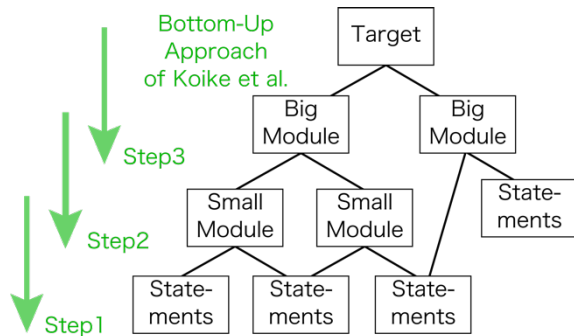 Bottom-Up
Approach
of Koike et al.
Target
Big
Module
Big
Module
Step3
State-
ments
Small
Module
Small
Module
Step2
State-
ments
State-
ments
State-
ments
Step1